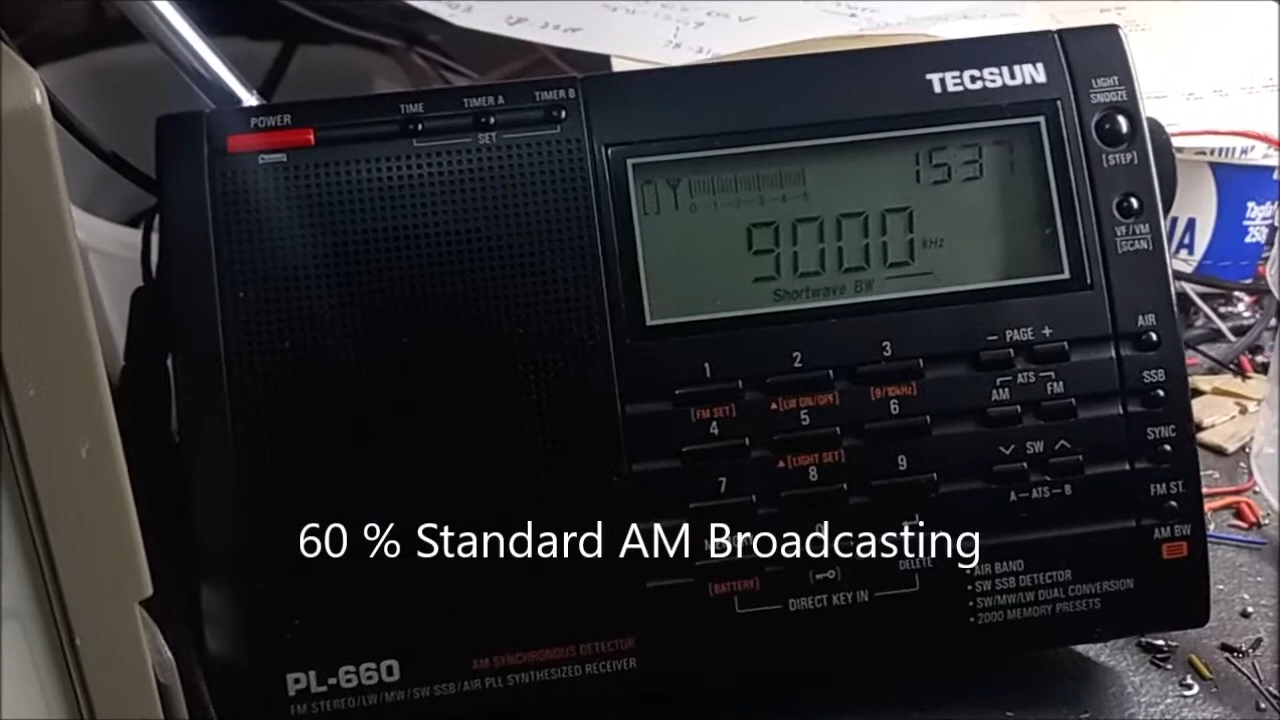 TECSUN
LIGHT
SNOOZE
[STEP]
VF/VM
[SCAN]
POWER
TIME
TIMER A
TIMER B
SET
15:37
0-1-2-3-4-5
9000 kHz
Shortwave BW
- PAGE +
ATS
AM
FM
SW
A-ATS-B
AIR
SSB
SYNC
FM ST.
AM BW
1
2
3
[FM SET]
▲[LW ON/OFF]
[9/10kHz]
4
5
6
▲[LIGHT SET]
7
8
9
60 % Standard AM Broadcasting
DELETE
[BATTERY]
DIRECT KEY IN
• AIR BAND
• SW SSB DETECTOR
• SW/MW/LW DUAL CONVERSION
• 2000 MEMORY PRESETS
PL-660
AM SYNCHRONOUS DETECTOR
FM STEREO/LW/MW/SW SSB/AIR PLL SYNTHESIZED RECEIVER